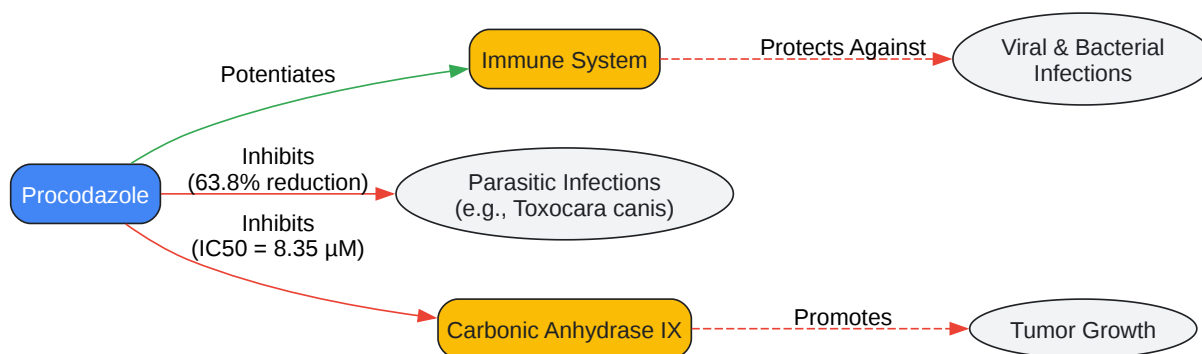 Procodazole
Potentiates
Immune System
Protects Against
Viral & Bacterial
Infections
Inhibits
(63.8% reduction)
Parasitic Infections
(e.g., Toxocara canis)
Inhibits
(IC50 = 8.35 µM)
Carbonic Anhydrase IX
Promotes
Tumor Growth